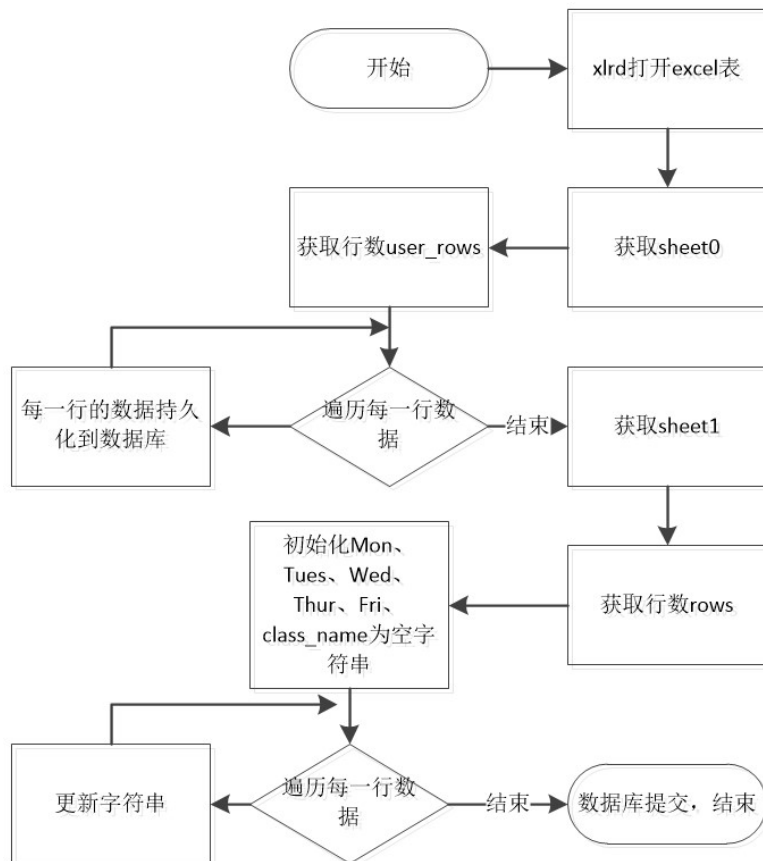 开始
xlrd打开excel表
获取sheet0
获取行数user_rows
遍历每一行数
据
每一行的数据持久
化到数据库
结束
获取sheet1
获取行数rows
初始化Mon、
Tues、Wed、
Thur、Fri、
class_name为空字
符串
遍历每一行数
据
更新字符串
结束
数据库提交，结束